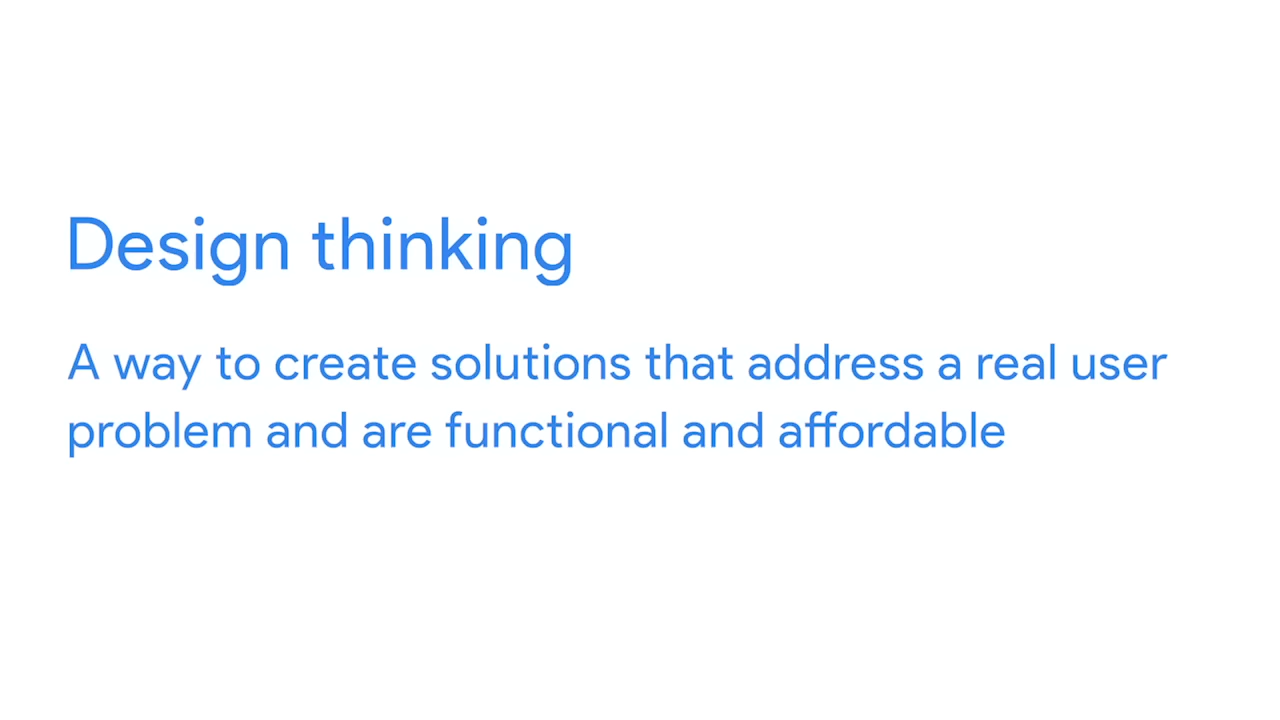 Design thinking
A way to create solutions that address a real user
problem and are functional and affordable